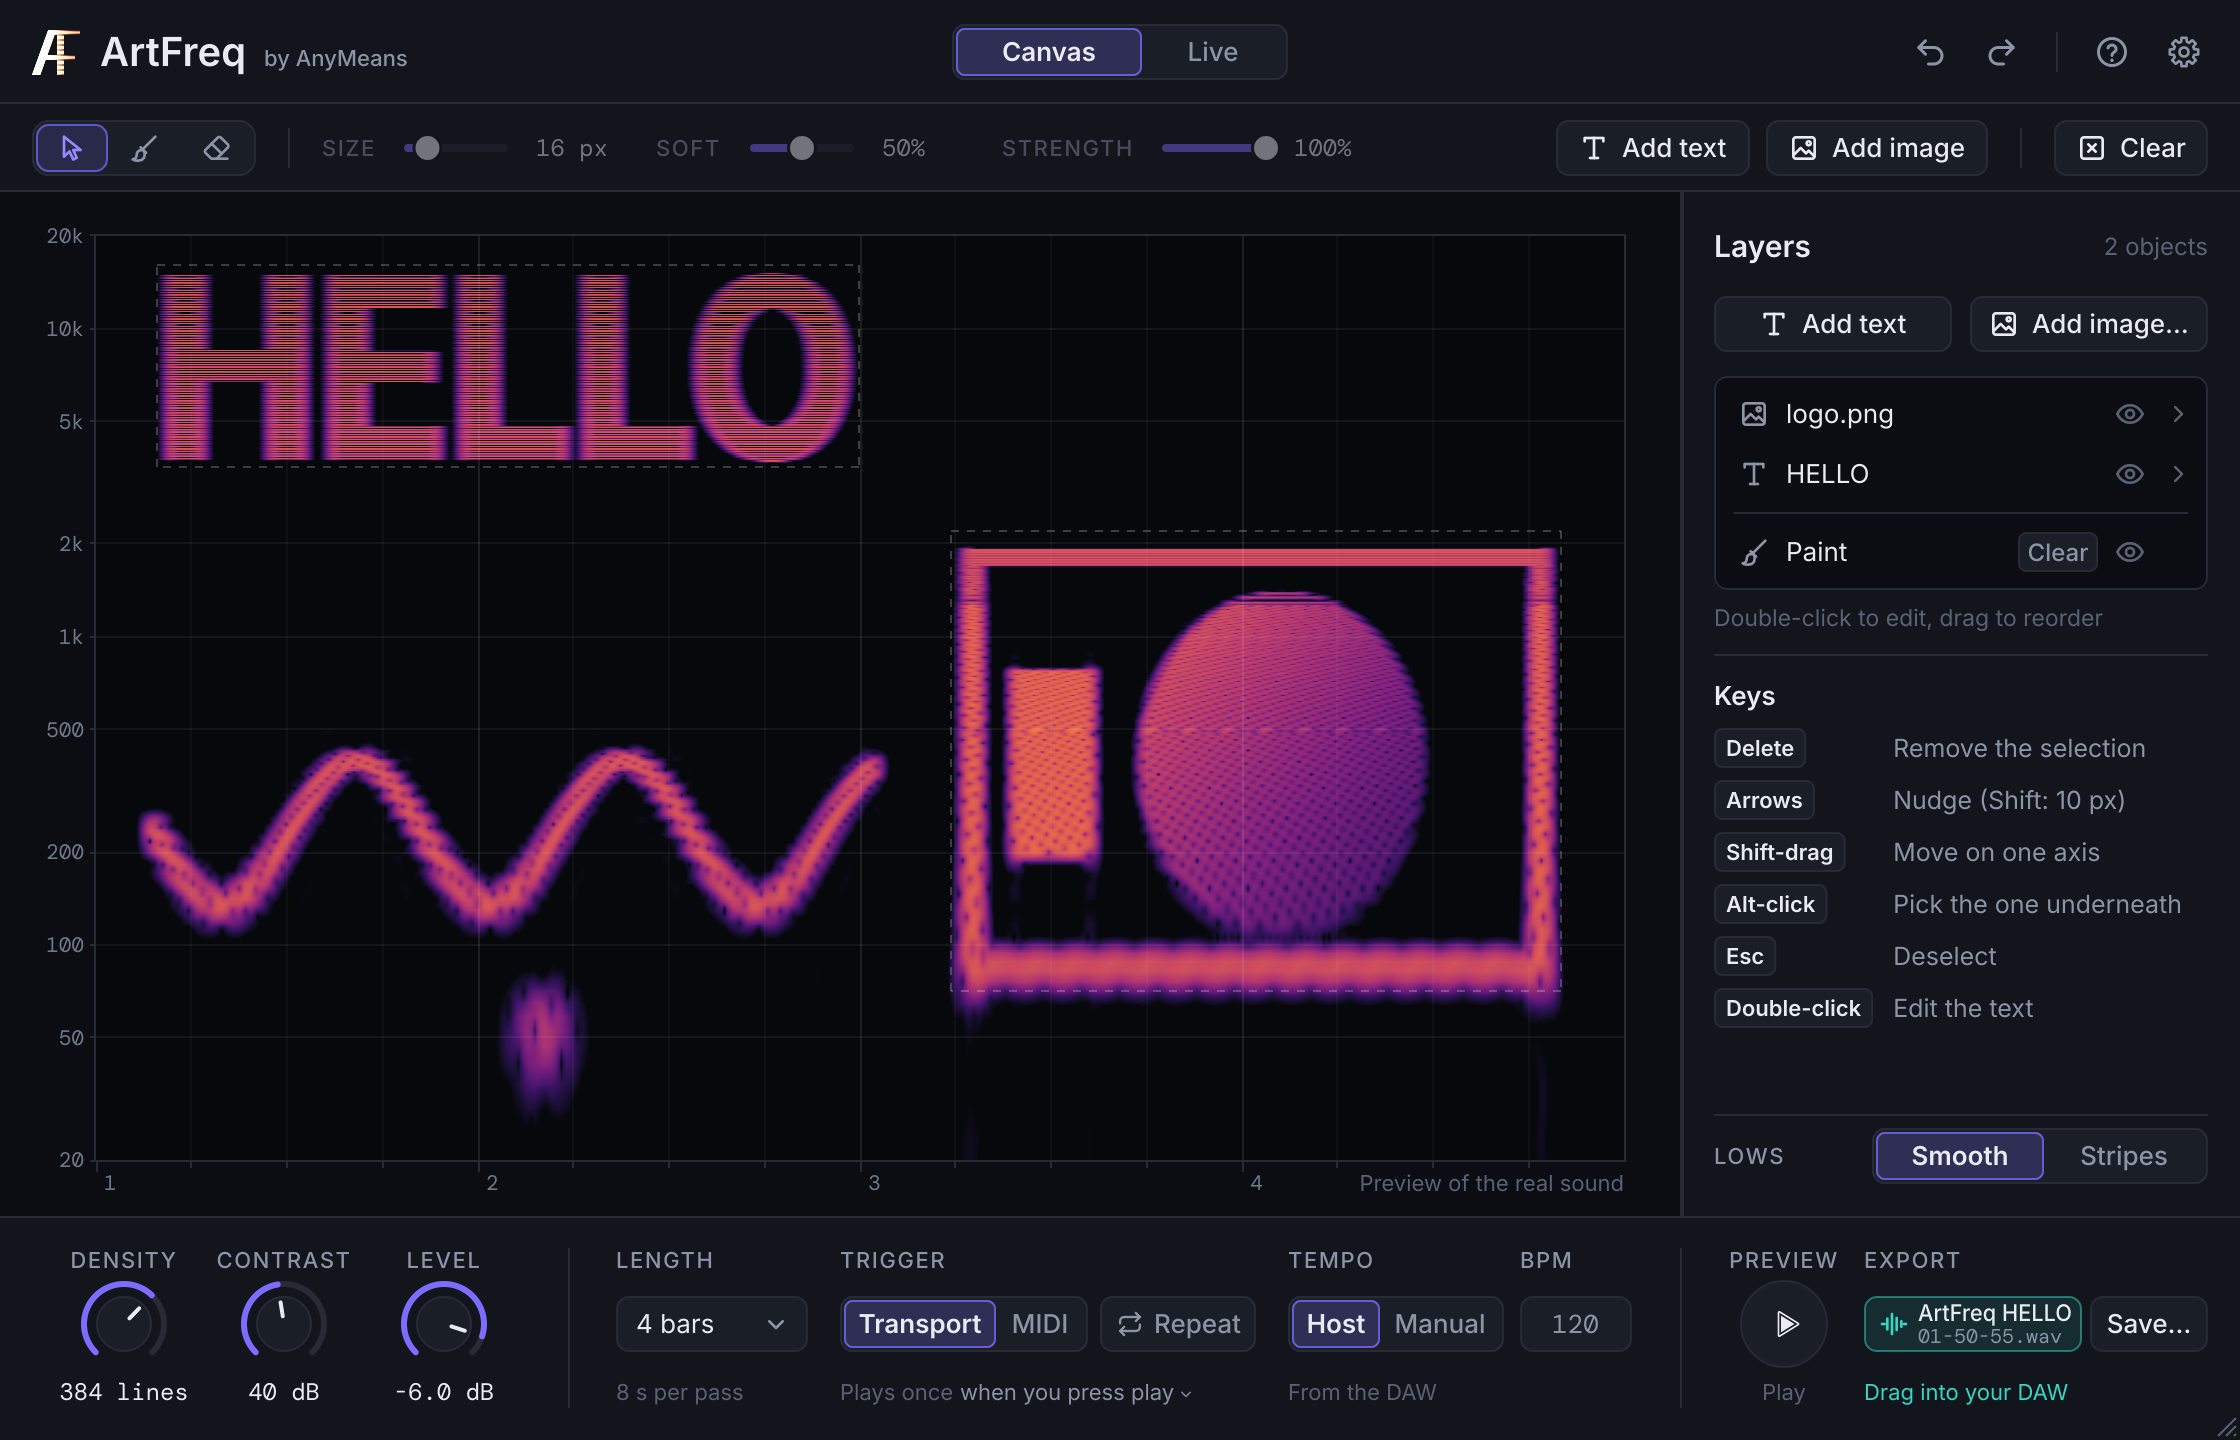 ArtFreq by AnyMeans
Canvas Live
SIZE 16 px SOFT 50% STRENGTH 100%
Add text Add image Clear
20k
10k
5k
2k
1k
500
200
100
50
20
HELLO
1 2 3 4
Preview of the real sound
Layers 2 objects
Add text Add image...
logo.png
HELLO
Paint Clear
Double-click to edit, drag to reorder
Keys
Delete Remove the selection
Arrows Nudge (Shift: 10 px)
Shift-drag Move on one axis
Alt-click Pick the one underneath
Esc Deselect
Double-click Edit the text
LOWS Smooth Stripes
DENSITY CONTRAST LEVEL LENGTH TRIGGER TEMPO BPM PREVIEW EXPORT
4 bars Transport MIDI Repeat Host Manual 120 ArtFreq HELLO
01-50-55.wav Save...
384 lines 40 dB -6.0 dB 8 s per pass Plays once when you press play From the DAW Play Drag into your DAW